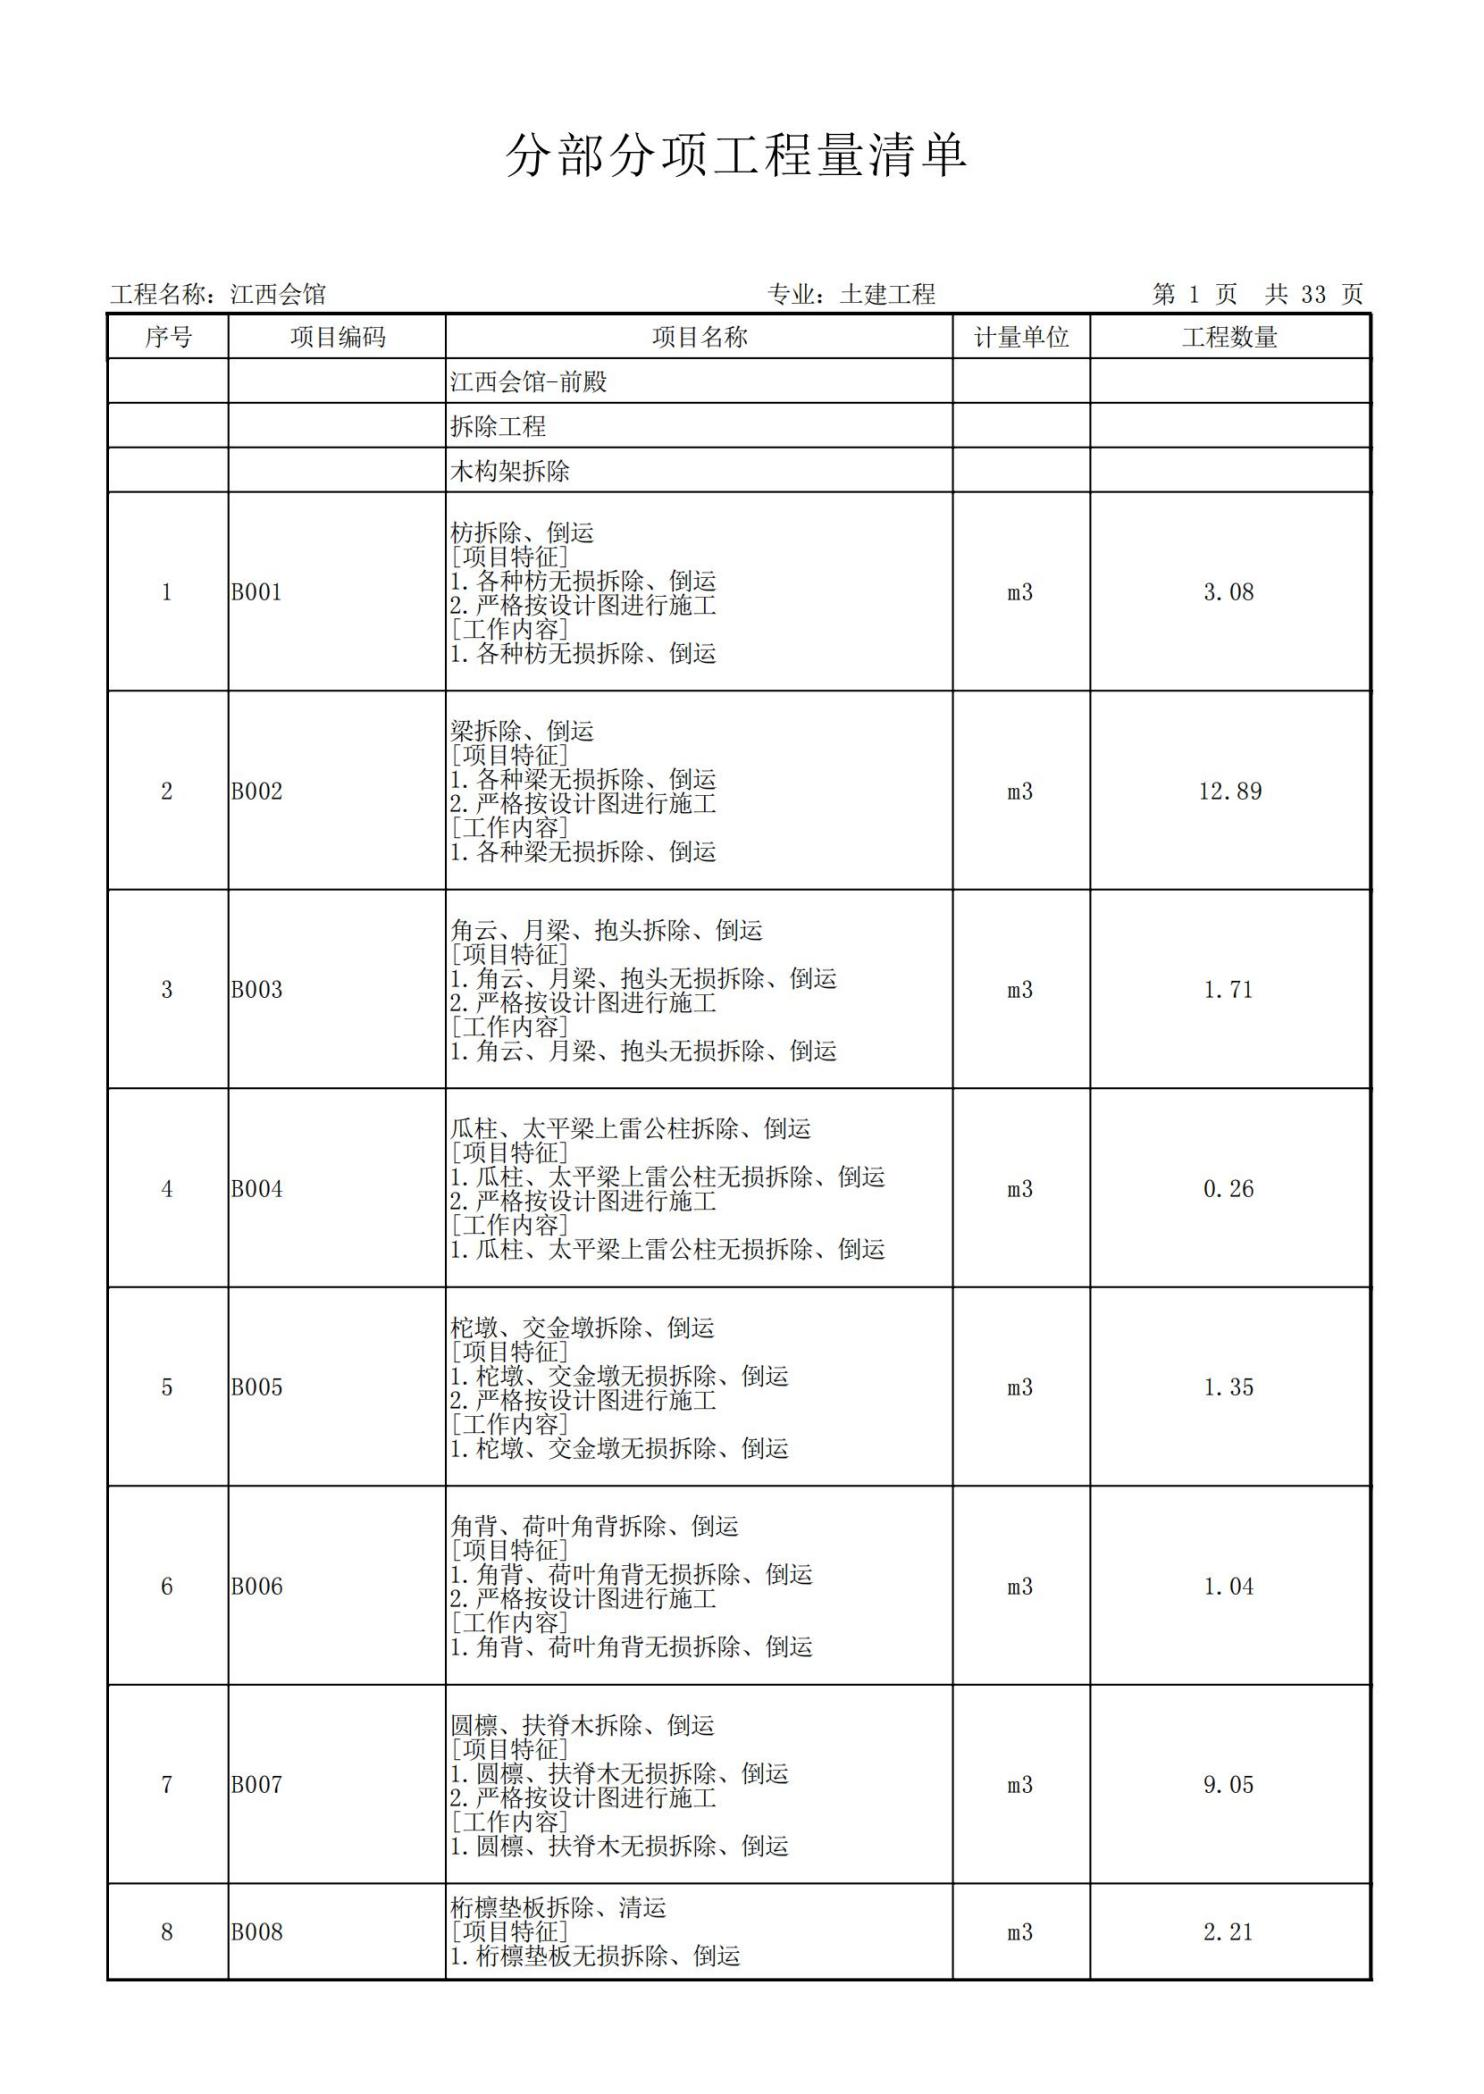 分部分项工程量清单
工程名称：江西会馆 专业：土建工程 第 1 页 共 33 页
序号 项目编码 项目名称 计量单位 工程数量
江西会馆-前殿
拆除工程
木构架拆除
枋拆除、倒运
[项目特征]
1.各种枋无损拆除、倒运
1 B001 m3 3.08
2.严格按设计图进行施工
[工作内容]
1.各种枋无损拆除、倒运
梁拆除、倒运
[项目特征]
1.各种梁无损拆除、倒运
2 B002 m3 12.89
2.严格按设计图进行施工
[工作内容]
1.各种梁无损拆除、倒运
角云、月梁、抱头拆除、倒运
[项目特征]
1.角云、月梁、抱头无损拆除、倒运
3 B003 m3 1.71
2.严格按设计图进行施工
[工作内容]
1.角云、月梁、抱头无损拆除、倒运
瓜柱、太平梁上雷公柱拆除、倒运
[项目特征]
1.瓜柱、太平梁上雷公柱无损拆除、倒运
4 B004 m3 0.26
2.严格按设计图进行施工
[工作内容]
1.瓜柱、太平梁上雷公柱无损拆除、倒运
柁墩、交金墩拆除、倒运
[项目特征]
1.柁墩、交金墩无损拆除、倒运
5 B005 m3 1.35
2.严格按设计图进行施工
[工作内容]
1.柁墩、交金墩无损拆除、倒运
角背、荷叶角背拆除、倒运
[项目特征]
1.角背、荷叶角背无损拆除、倒运
6 B006 m3 1.04
2.严格按设计图进行施工
[工作内容]
1.角背、荷叶角背无损拆除、倒运
圆檩、扶脊木拆除、倒运
[项目特征]
1.圆檩、扶脊木无损拆除、倒运
7 B007 m3 9.05
2.严格按设计图进行施工
[工作内容]
1.圆檩、扶脊木无损拆除、倒运
桁檩垫板拆除、清运
8 B008 [项目特征] m3 2.21
1.桁檩垫板无损拆除、倒运